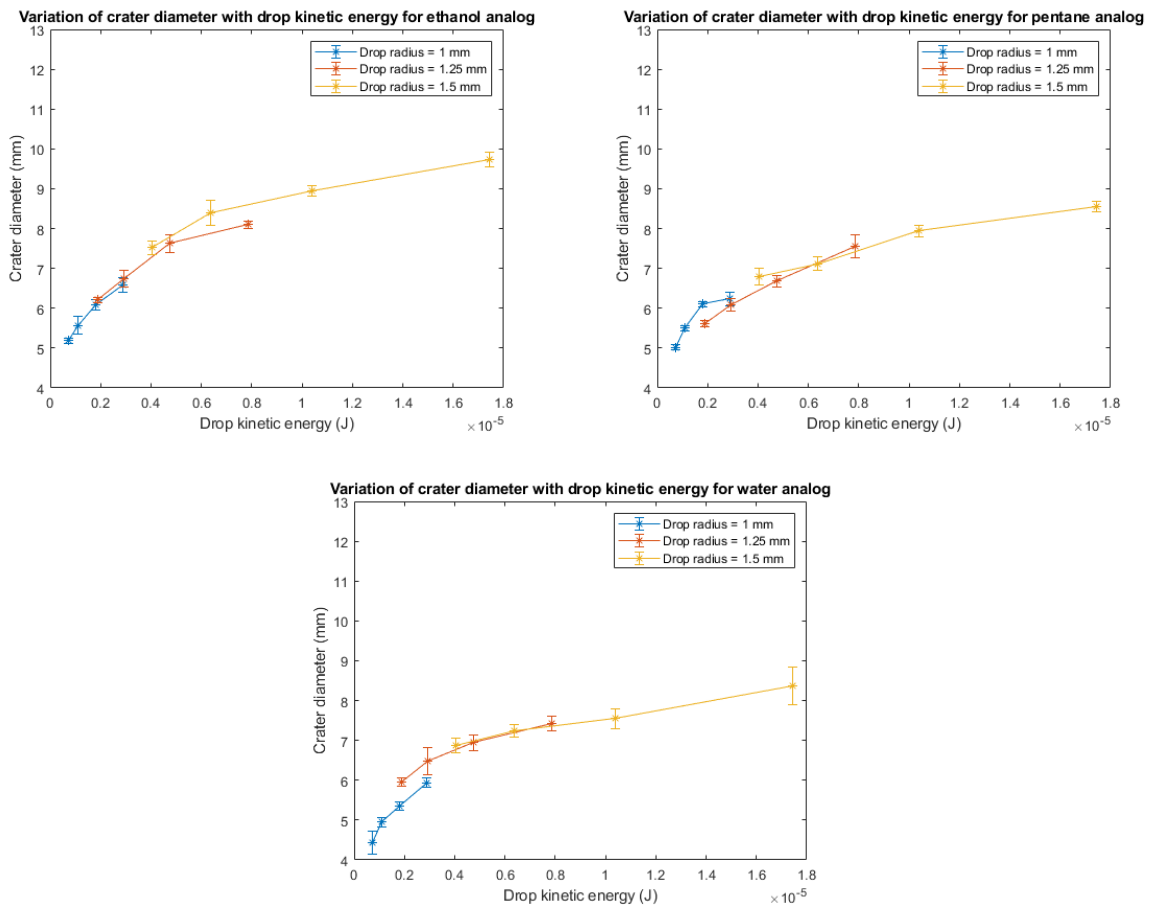 Variation of crater diameter with drop kinetic energy for ethanol analog
13
12
11
10
9
8
7
6
5
4
Crater diameter (mm)
Drop radius = 1 mm
Drop radius = 1.25 mm
Drop radius = 1.5 mm
0 0.2 0.4 0.6 0.8 1 1.2 1.4 1.6 1.8
Drop kinetic energy (J)
×10-5
Variation of crater diameter with drop kinetic energy for pentane analog
13
12
11
10
9
8
7
6
5
4
Crater diameter (mm)
Drop radius = 1 mm
Drop radius = 1.25 mm
Drop radius = 1.5 mm
0 0.2 0.4 0.6 0.8 1 1.2 1.4 1.6 1.8
Drop kinetic energy (J)
×10-5
Variation of crater diameter with drop kinetic energy for water analog
13
12
11
10
9
8
7
6
5
4
Crater diameter (mm)
Drop radius = 1 mm
Drop radius = 1.25 mm
Drop radius = 1.5 mm
0 0.2 0.4 0.6 0.8 1 1.2 1.4 1.6 1.8
Drop kinetic energy (J)
×10-5